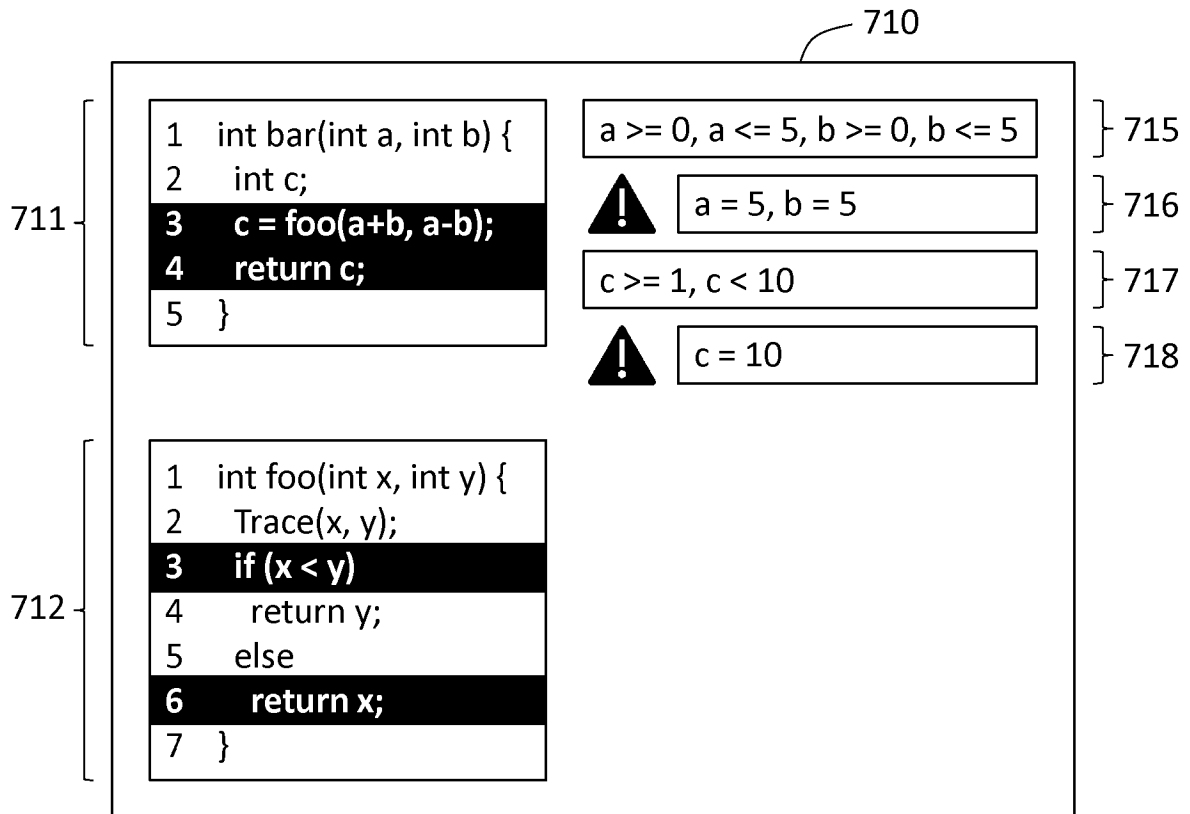 710
711
1 int bar(int a, int b) {
2 int c;
3 c = foo(a+b, a-b);
4 return c;
5 }
a >= 0, a <= 5, b >= 0, b <= 5
715
! a = 5, b = 5
716
c >= 1, c < 10
717
! c = 10
718
712
1 int foo(int x, int y) {
2 Trace(x, y);
3 if (x < y)
4 return y;
5 else
6 return x;
7 }